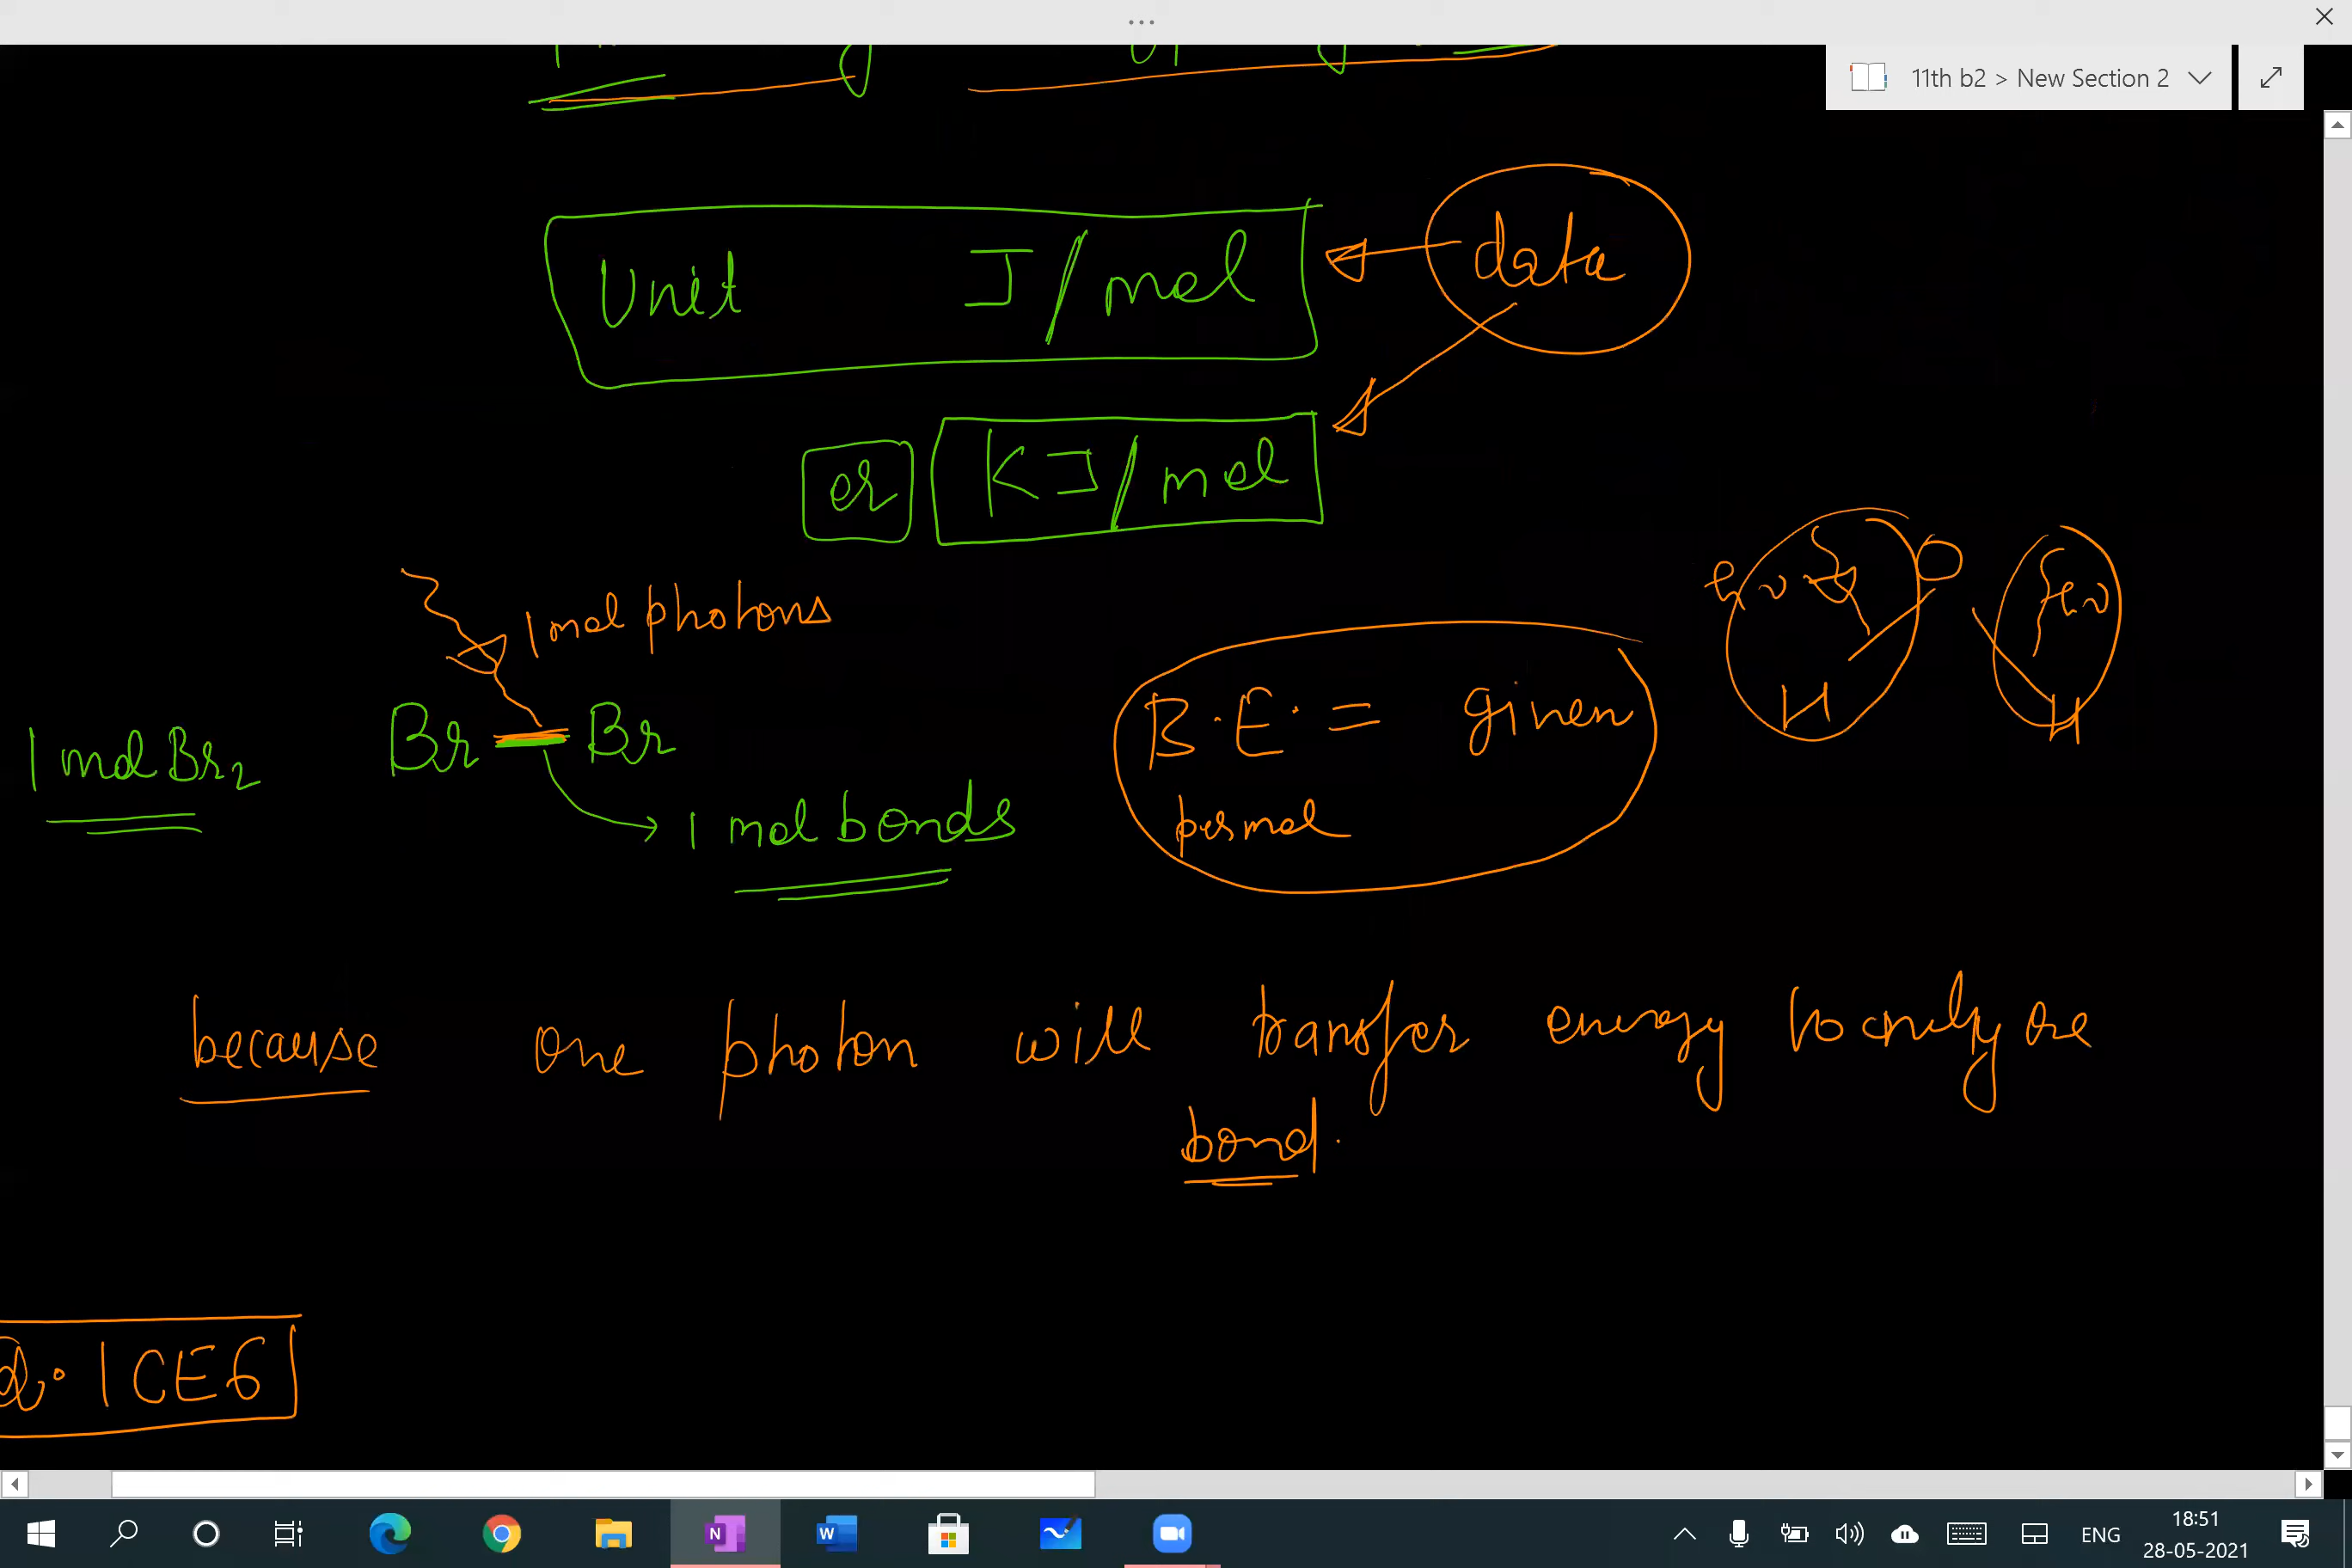 11th b2 > New Section 2
Unit J/mol
data
or KJ/mol
1 mol photons
hν
O
hν
H
H
1 mol Br2
Br Br
B.E. = given
per mol
1 mol bonds
because one photon will transfer energy to only one
bond.
Q. ICE6
ENG
18:51
28-05-2021